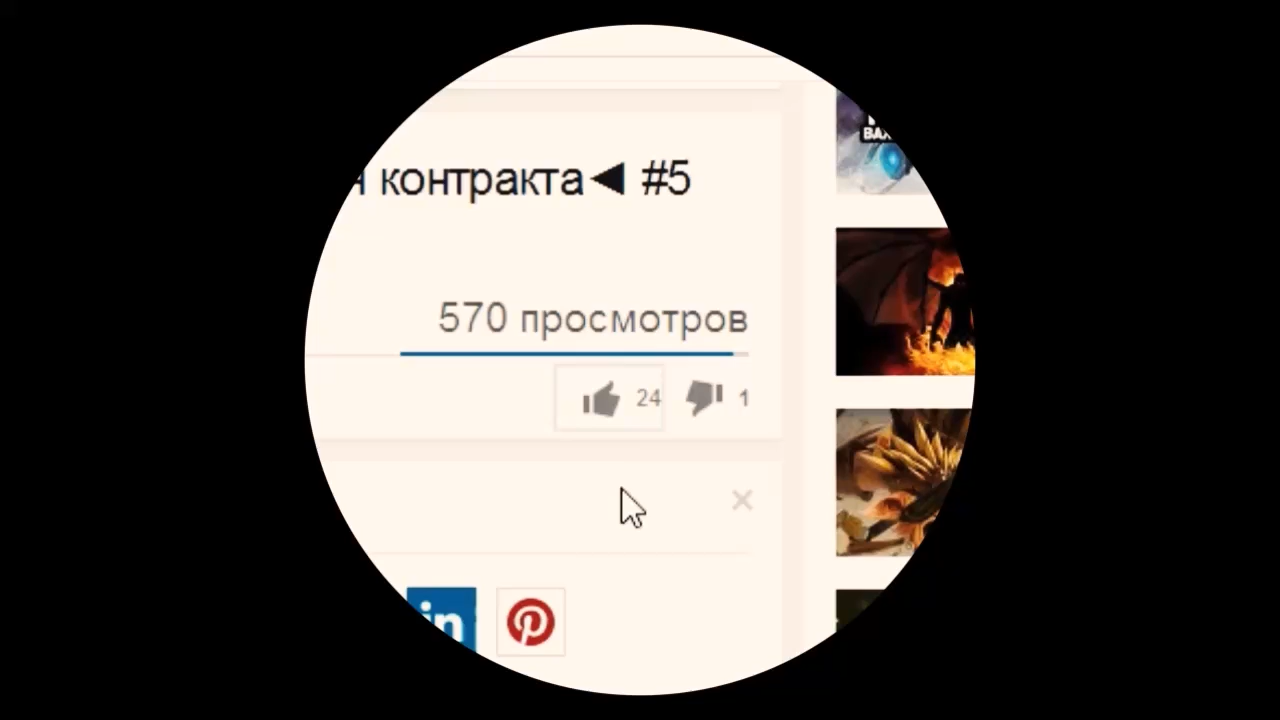 контракта◄ #5
570 просмотров
24 1
in